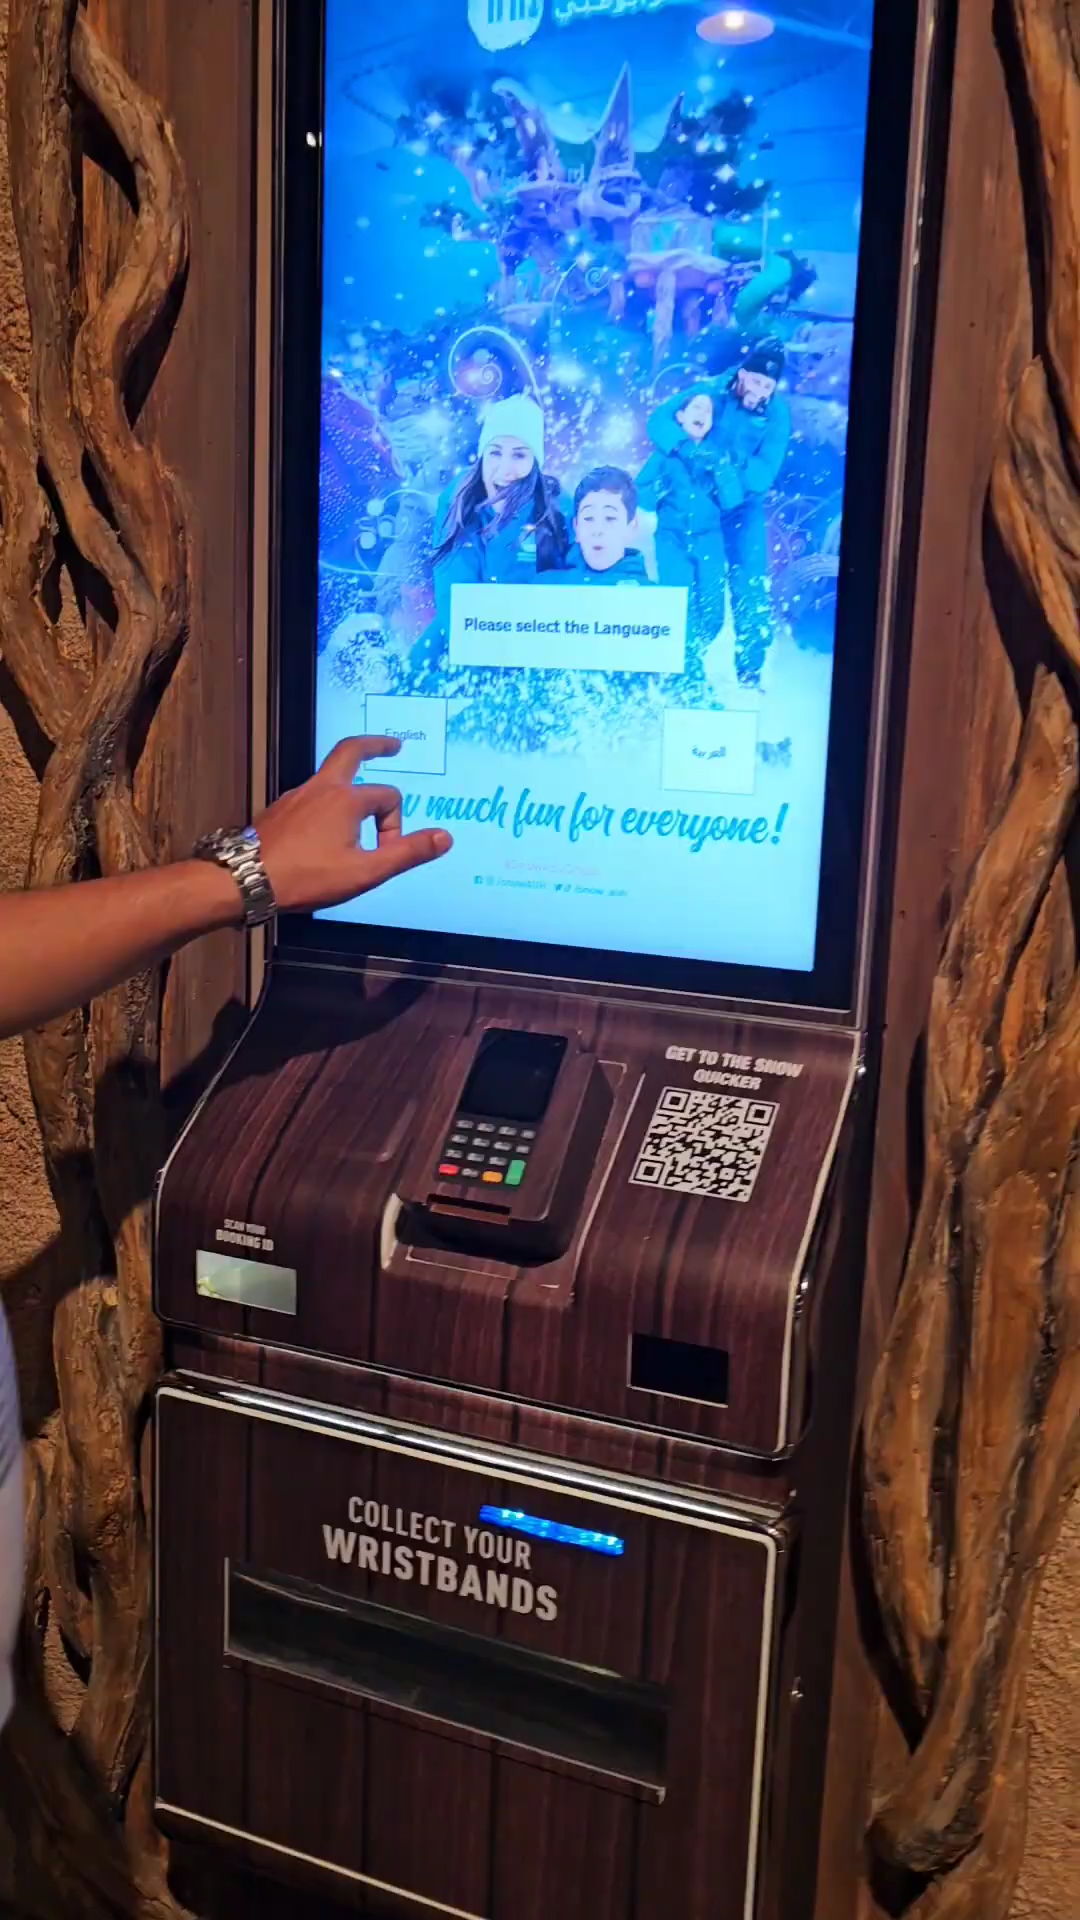 Please select the Language
English
العربية
much fun for everyone!
GET TO THE SNOW
QUICKER
SCAN YOUR
BOOKING ID
COLLECT YOUR
WRISTBANDS